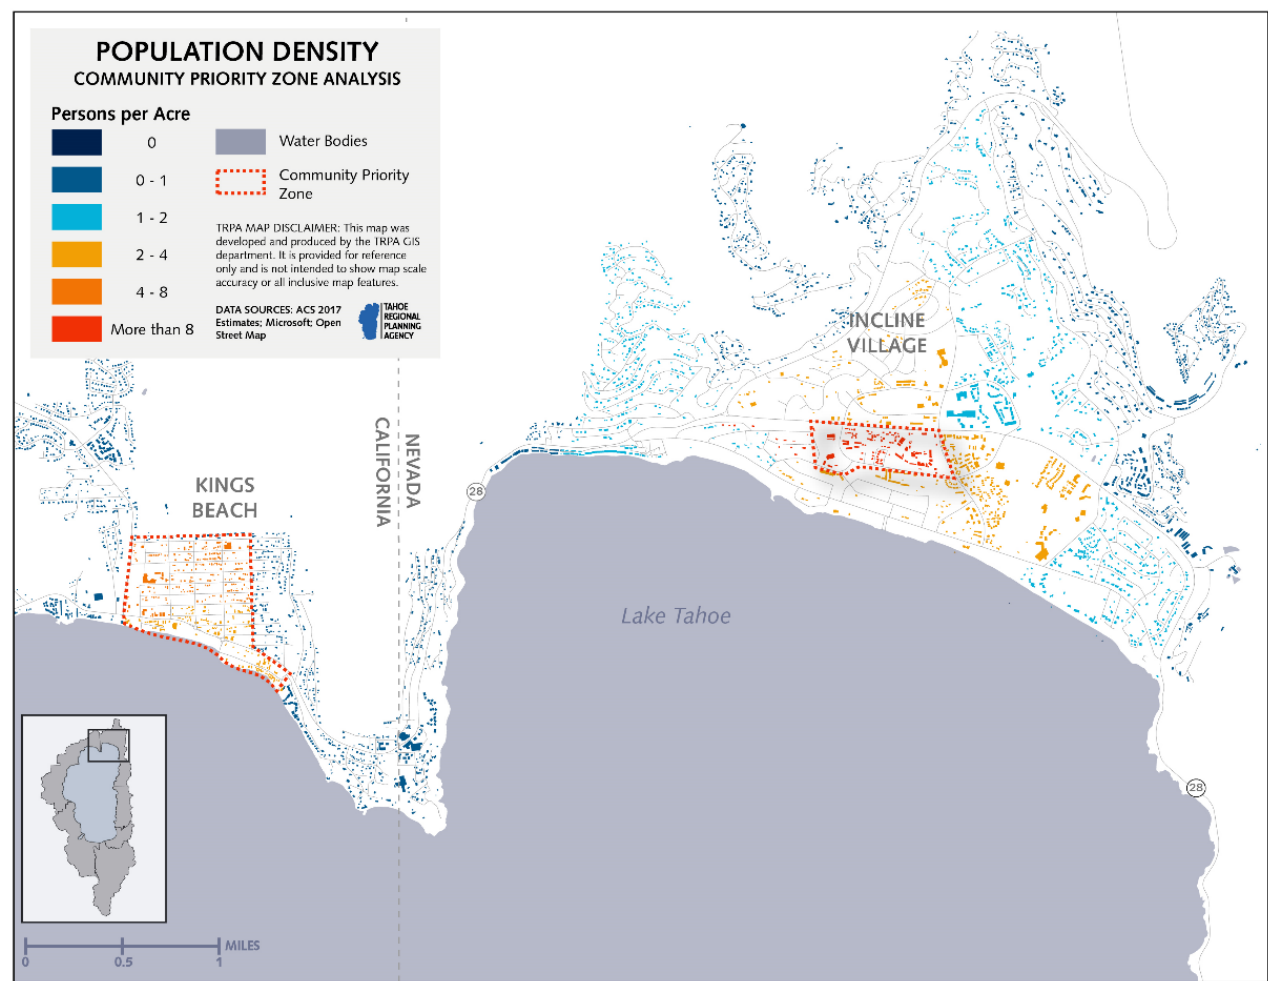 POPULATION DENSITY
COMMUNITY PRIORITY ZONE ANALYSIS
Persons per Acre
0
0 - 1
1 - 2
2 - 4
4 - 8
More than 8
Water Bodies
Community Priority
Zone
TRPA MAP DISCLAIMER: This map was
developed and produced by the TRPA GIS
department. It is provided for reference
only and is not intended to show map scale
accuracy or all inclusive map features.
DATA SOURCES: ACS 2017
Estimates; Microsoft; Open
Street Map
TAHOE
REGIONAL
PLANNING
AGENCY
INCLINE
VILLAGE
CALIFORNIA
NEVADA
KINGS
BEACH
28
Lake Tahoe
28
MILES
0
0.5
1